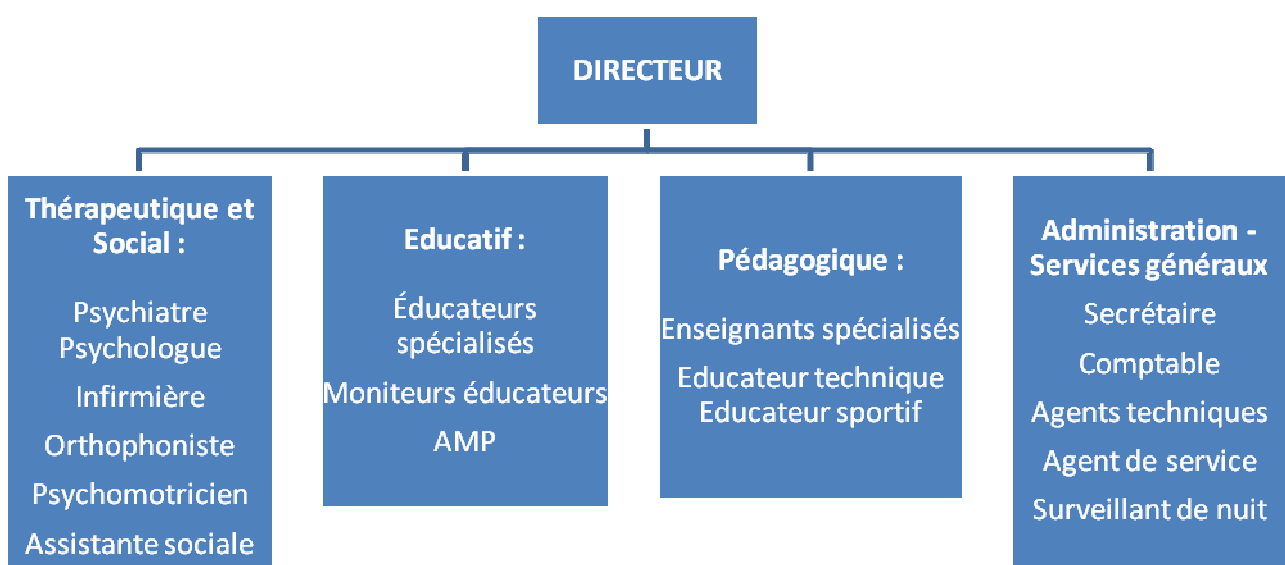 DIRECTEUR
Thérapeutique et
Social :
Psychiatre
Psychologue
Infirmière
Orthophoniste
Psychomotricien
Assistante sociale
Educatif :
Éducateurs
spécialisés
Moniteurs éducateurs
AMP
Pédagogique :
Enseignants spécialisés
Educateur technique
Educateur sportif
Administration -
Services généraux
Secrétaire
Comptable
Agents techniques
Agent de service
Surveillant de nuit